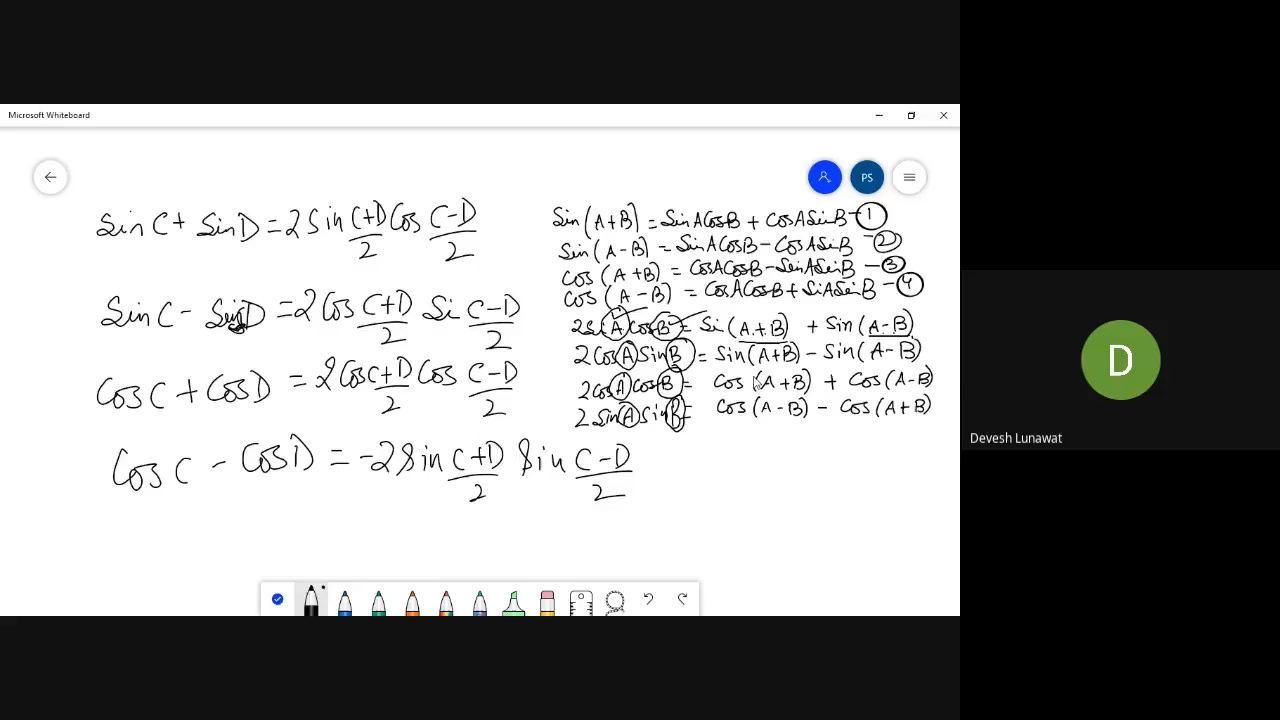 Microsoft Whiteboard
PS
Sin C + Sin D = 2 Sin (C+D)/2 Cos (C-D)/2
Sin C - Sin D = 2 Cos (C+D)/2 Si (C-D)/2
Cos C + Cos D = 2 Cos (C+D)/2 Cos (C-D)/2
Cos C - Cos D = -2 Sin (C+D)/2 Sin (C-D)/2
Sin (A+B) = SinACosB + CosASinB - 1
Sin (A-B) = SinACosB - CosASinB - 2
Cos (A+B) = CosACosB - SinASinB - 3
Cos (A-B) = CosACosB + SiASinB - 4
2 Sin A Cos B = Si (A+B) + Sin (A-B)
2 Cos A Sin B = Sin (A+B) - Sin (A-B)
2 Cos A Cos B = Cos (A+B) + Cos (A-B)
2 Sin A Sin B = Cos (A-B) - Cos (A+B)
D
Devesh Lunawat